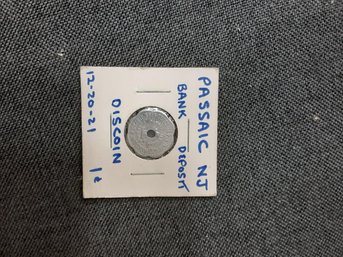 PASSAIC NJ
BANK DEPOSIT
DISCOIN
12-20-21 1¢